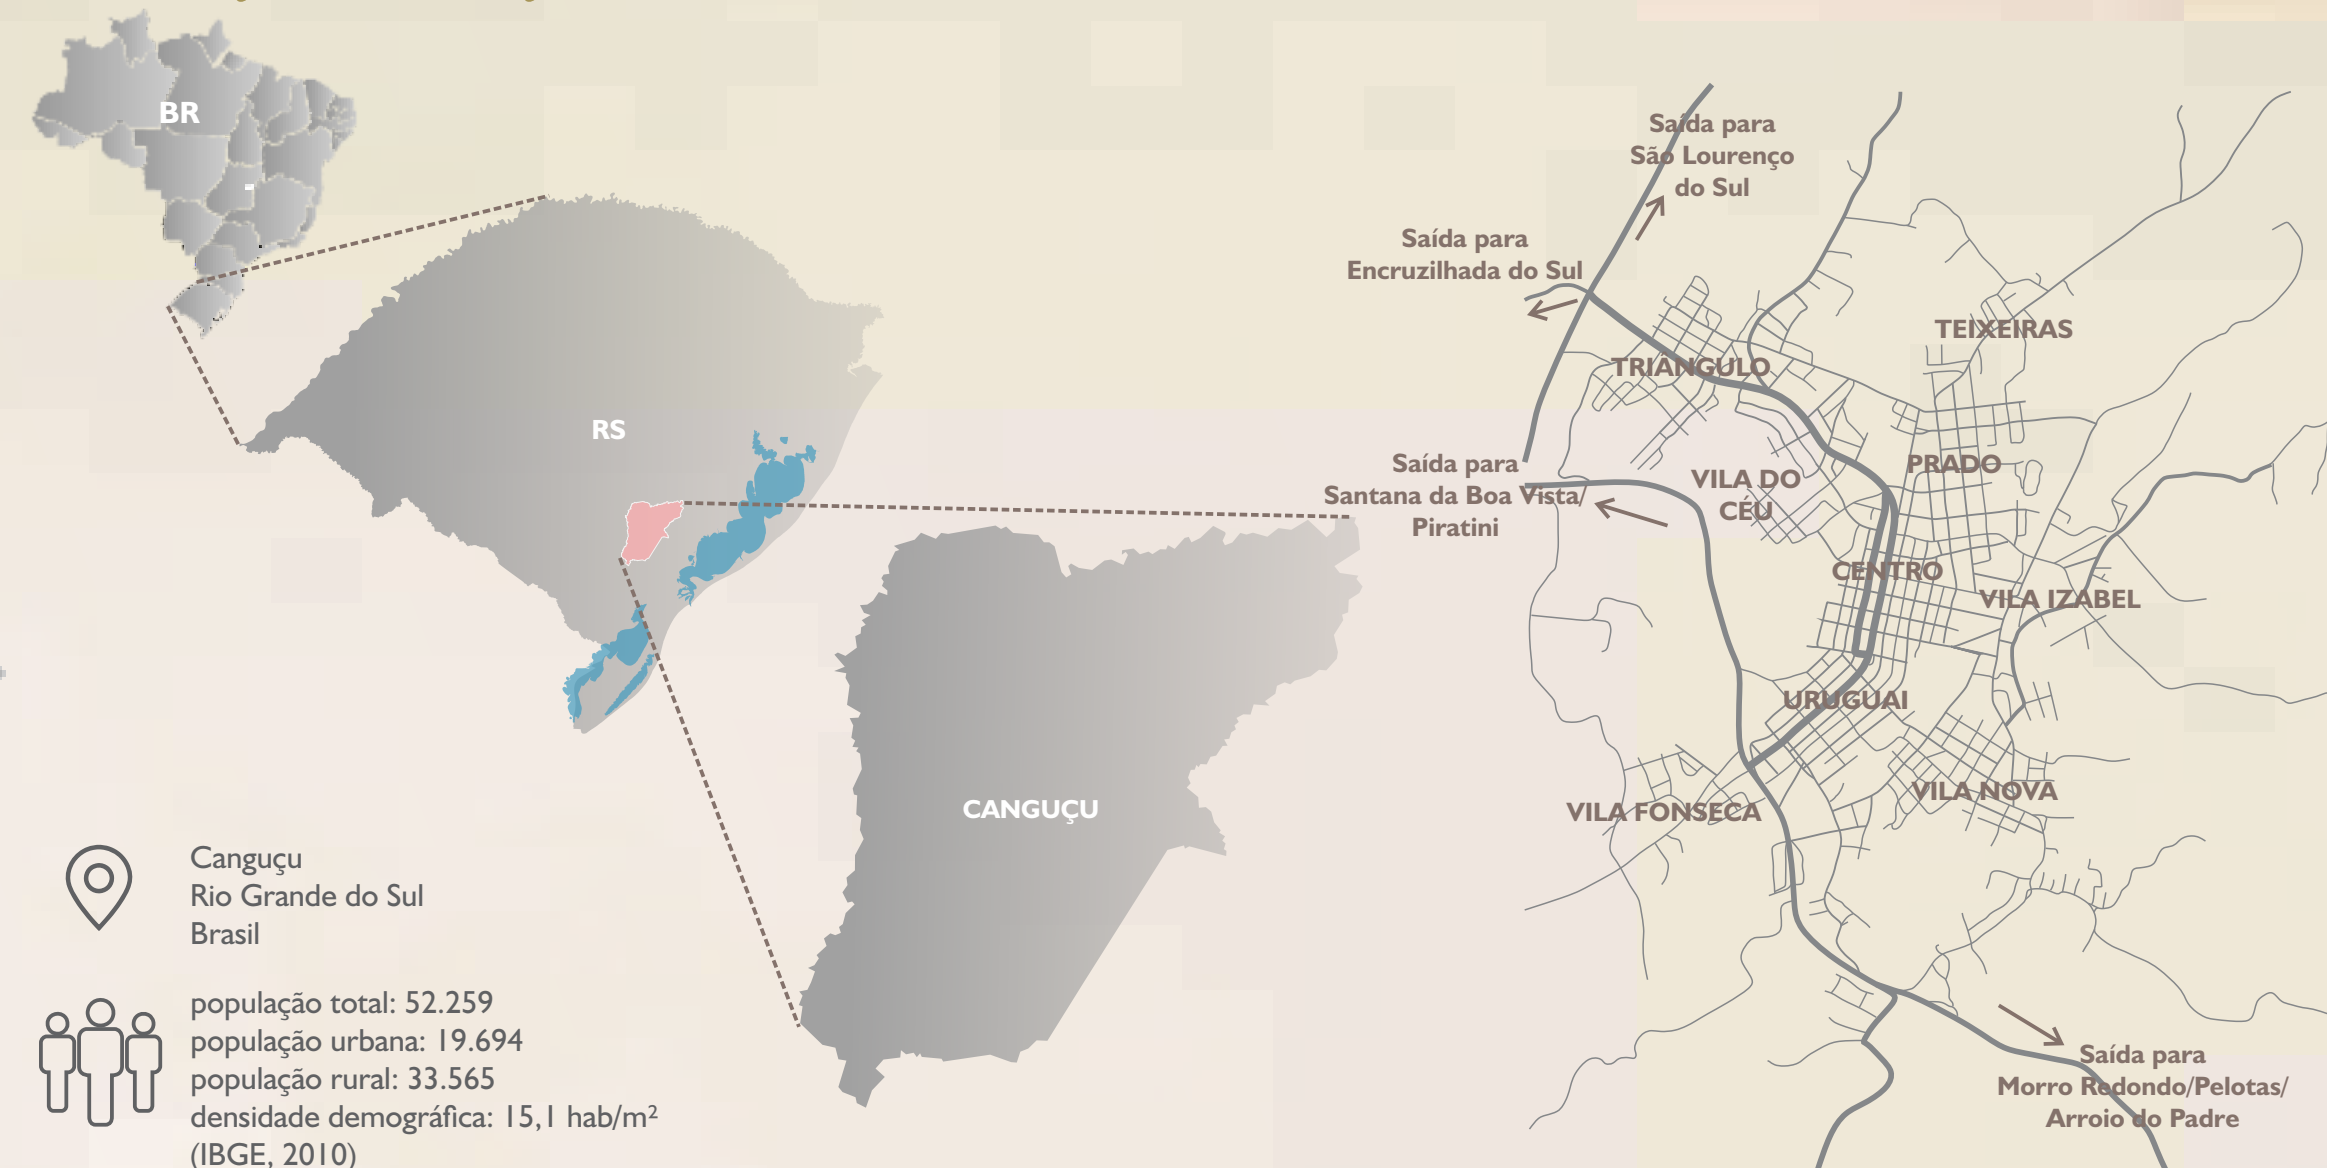 BR
RS
CANGUÇU
Canguçu
Rio Grande do Sul
Brasil
população total: 52.259
população urbana: 19.694
população rural: 33.565
densidade demográfica: 15,1 hab/m²
(IBGE, 2010)
Saída para
São Lourenço
do Sul
Saída para
Encruzilhada do Sul
Saída para
Santana da Boa Vista/
Piratini
TEIXEIRAS
TRIÂNGULO
PRADO
VILA DO
CÉU
CENTRO
VILA IZABEL
URUGUAI
VILA NOVA
VILA FONSECA
Saída para
Morro Redondo/Pelotas/
Arroio do Padre